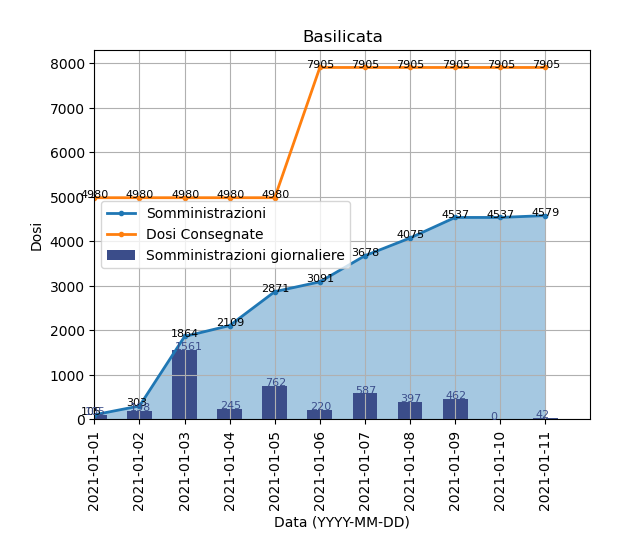 Basilicata
8000
7000
6000
5000
4000
3000
2000
1000
0
Dosi
7905 7905 7905 7905 7905 7905
4980 4980 4980 4980 4980
Somministrazioni
Dosi Consegnate
Somministrazioni giornaliere
303 1864 2109 2871 3091 3678 4075 4537 4537 4579
1561 245 762 220 587 397 462 0 42
2021-01-01
2021-01-02
2021-01-03
2021-01-04
2021-01-05
2021-01-06
2021-01-07
2021-01-08
2021-01-09
2021-01-10
2021-01-11
Data (YYYY-MM-DD)